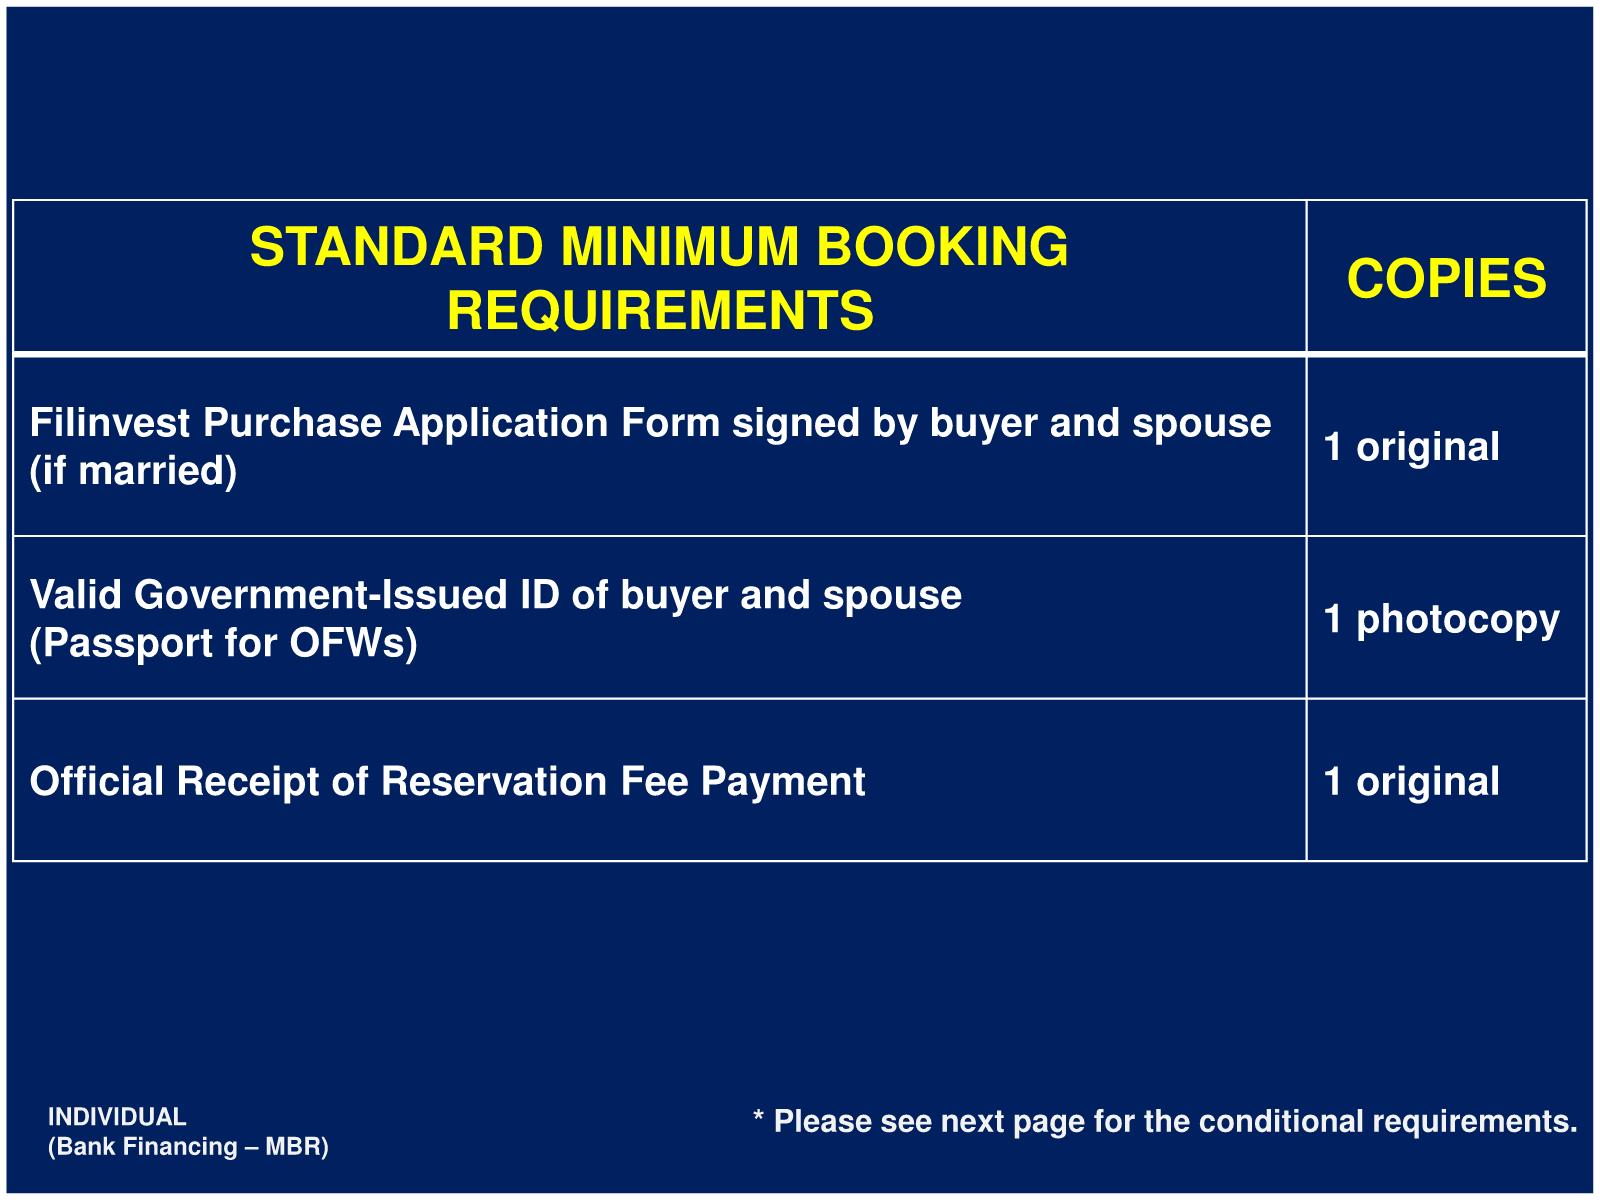 STANDARD MINIMUM BOOKING
REQUIREMENTS
COPIES
Filinvest Purchase Application Form signed by buyer and spouse
(if married)
1 original
Valid Government-Issued ID of buyer and spouse
(Passport for OFWs)
1 photocopy
Official Receipt of Reservation Fee Payment
1 original
INDIVIDUAL
(Bank Financing – MBR)
* Please see next page for the conditional requirements.